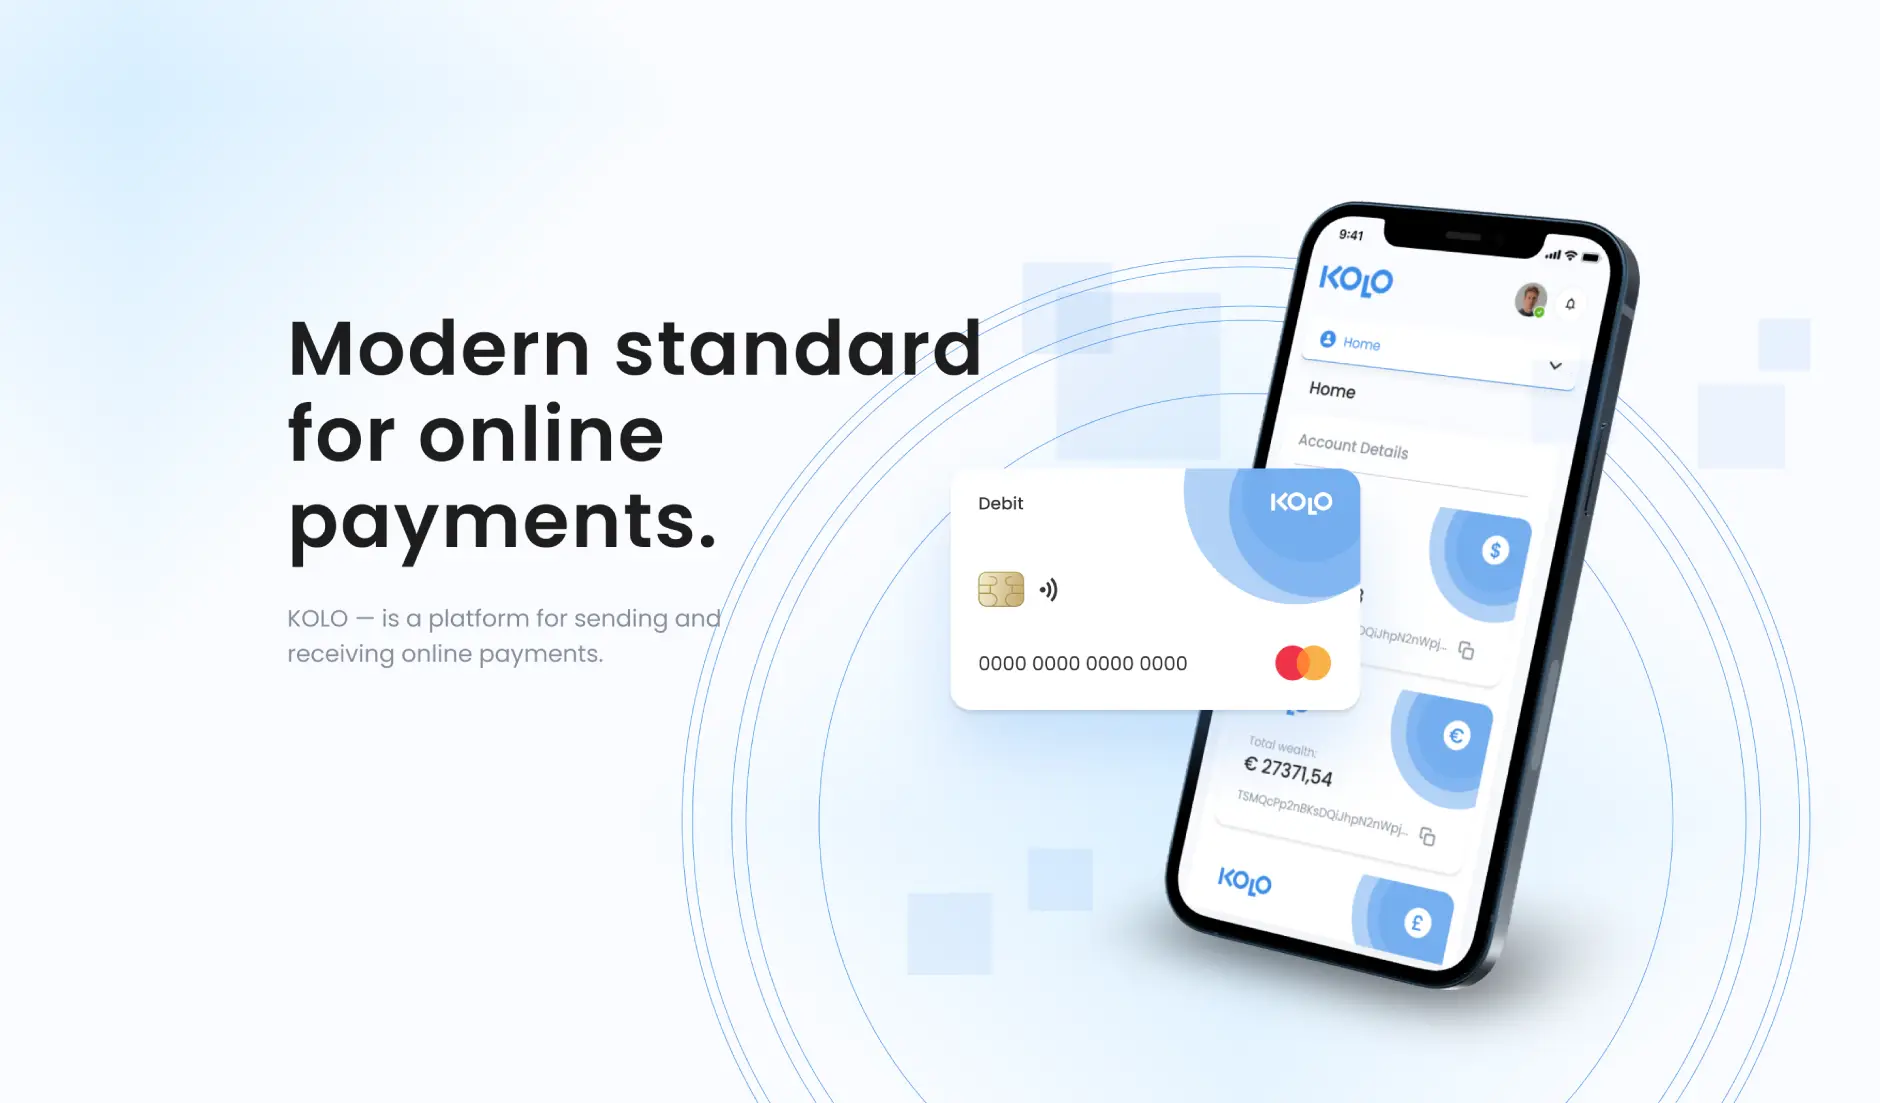 Modern standard
for online
payments.
KOLO — is a platform for sending and
receiving online payments.
9:41
KOLO
Home
Home
Account Details
$
Debit
KOLO
0000 0000 0000 0000
DQiJhpN2nWpj...
€
Total wealth:
€ 27371,54
TSMQcPp2nBKsDQiJhpN2nWpj...
KOLO
£